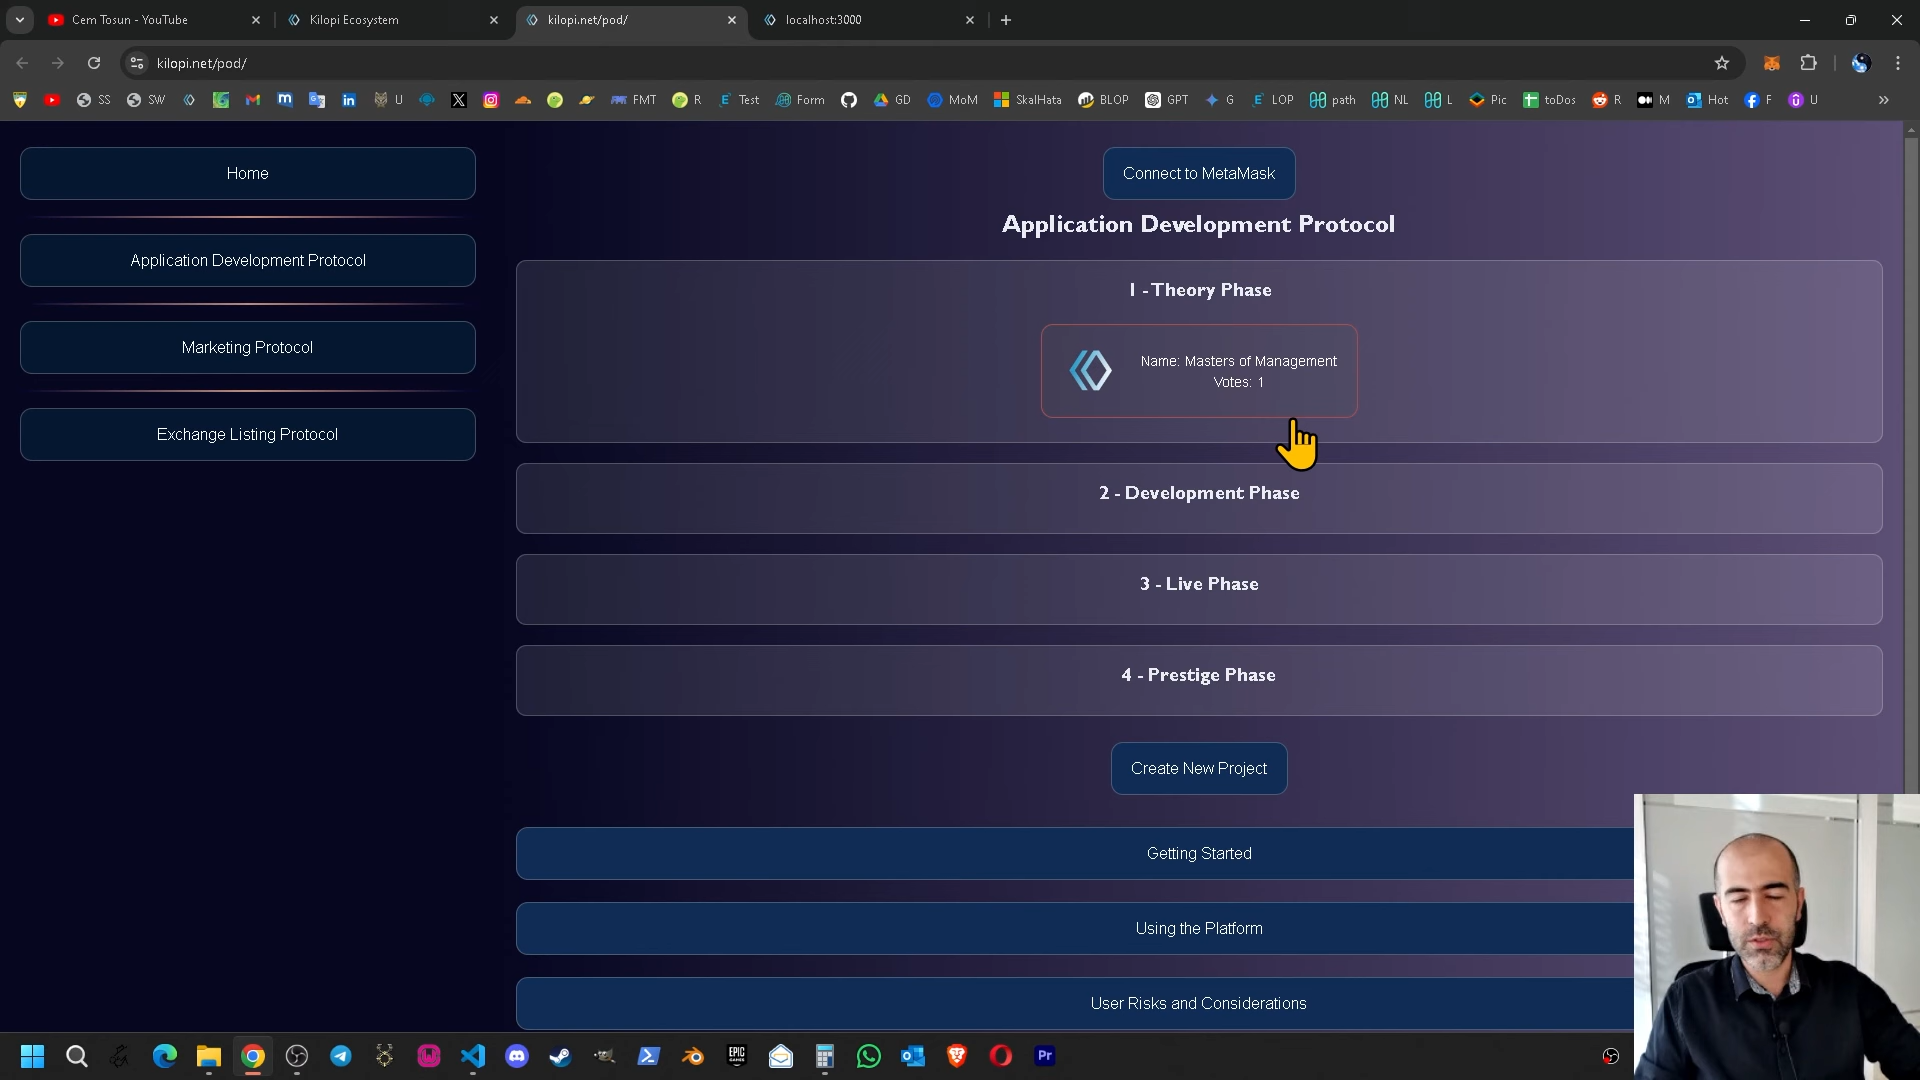 Cem Tosun - YouTube
Kilopi Ecosystem
kilopi.net/pod/
localhost:3000
kilopi.net/pod/
SS
SW
U
FMT
R
Test
Form
GD
MoM
SkalHata
BLOP
GPT
G
LOP
path
NL
L
Pic
toDos
R
M
Hot
F
U
Home
Application Development Protocol
Marketing Protocol
Exchange Listing Protocol
Connect to MetaMask
Application Development Protocol
1 - Theory Phase
Name: Masters of Management
Votes: 1
2 - Development Phase
3 - Live Phase
4 - Prestige Phase
Create New Project
Getting Started
Using the Platform
User Risks and Considerations
EPIC
GAMES
Pr